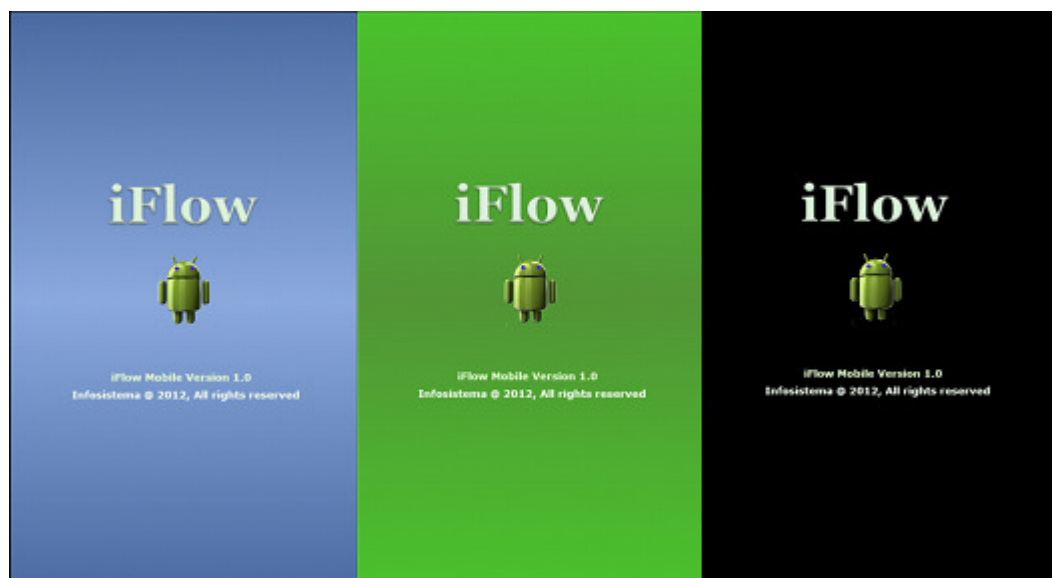 iFlow
iFlow Mobile Version 1.0
Infosistema @ 2012, All rights reserved
iFlow
iFlow Mobile Version 1.0
Infosistema @ 2012, All rights reserved
iFlow
iFlow Mobile Version 1.0
Infosistema @ 2012, All rights reserved